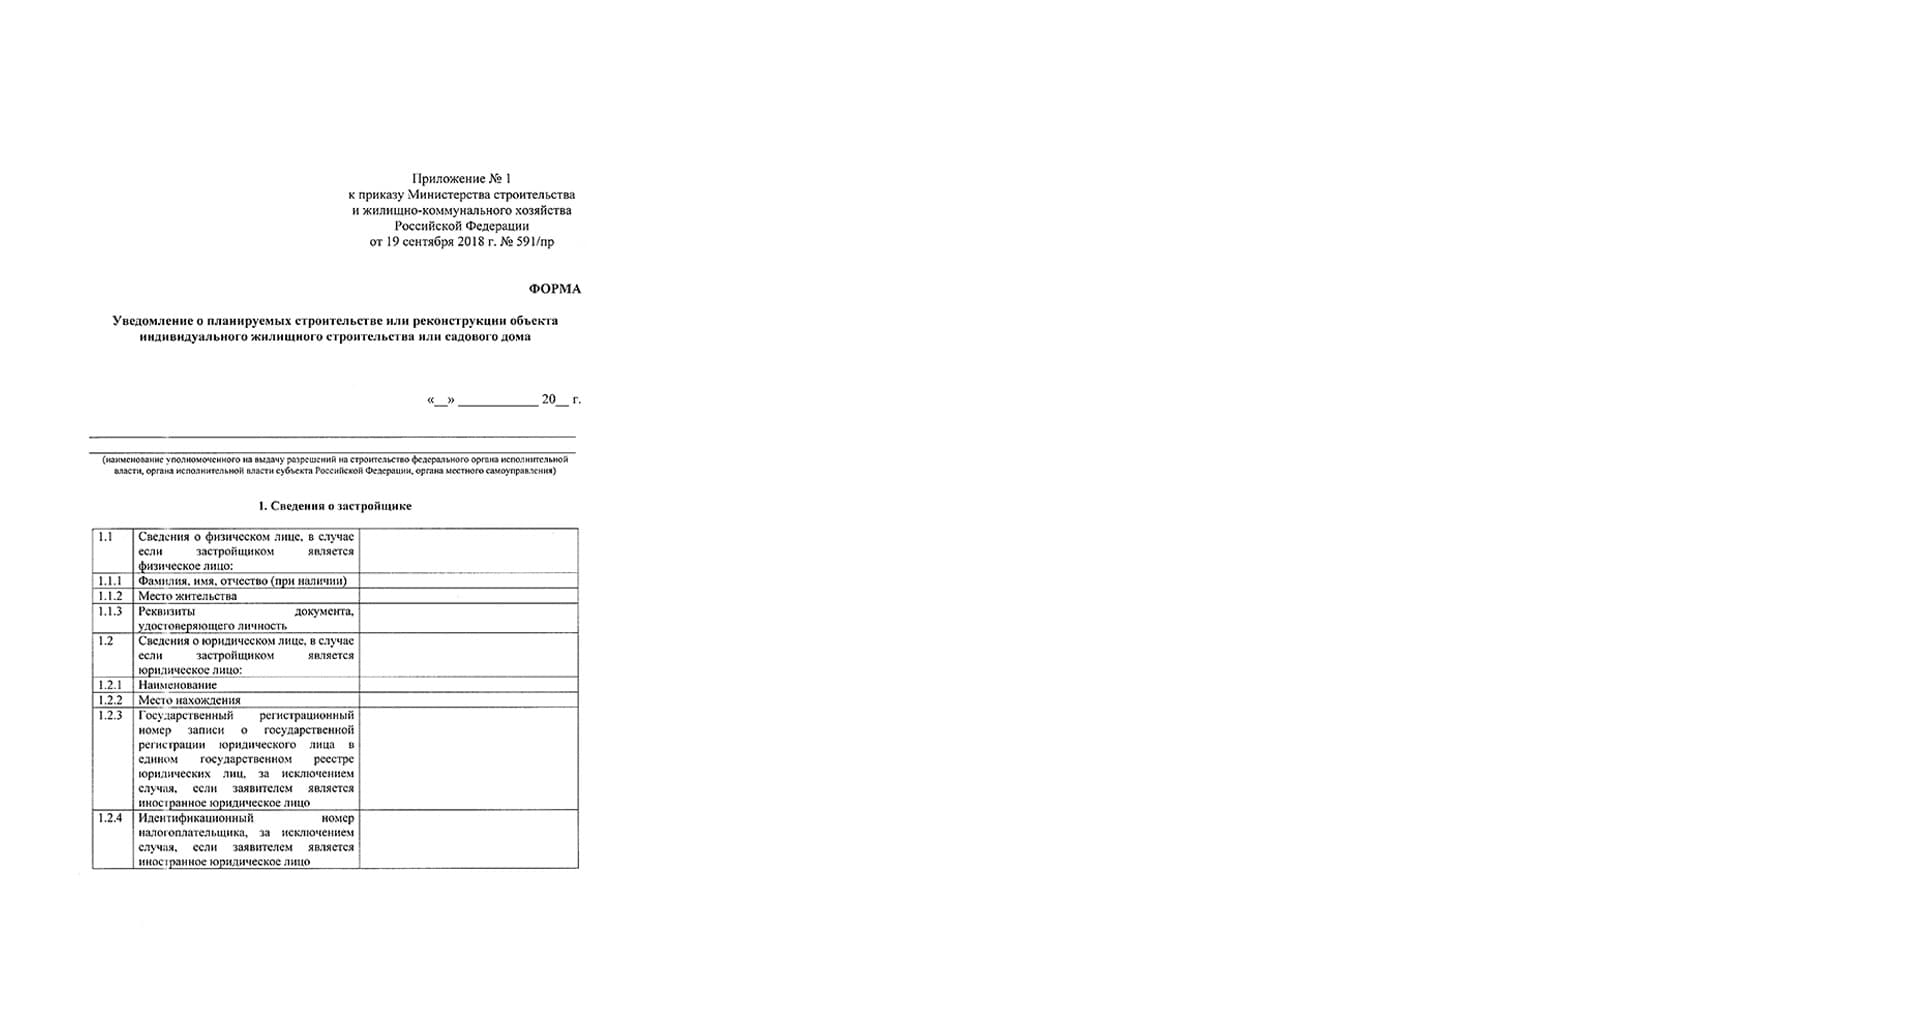 Приложение № 1
к приказу Министерства строительства
и жилищно-коммунального хозяйства
Российской Федерации
от 19 сентября 2018 г. № 591/пр
ФОРМА
Уведомление о планируемых строительстве или реконструкции объекта
индивидуального жилищного строительства или садового дома
«__» ____________ 20__ г.
(наименование уполномоченного на выдачу разрешений на строительство федерального органа исполнительной
власти, органа исполнительной власти субъекта Российской Федерации, органа местного самоуправления)
1. Сведения о застройщике
1.1 Сведения о физическом лице, в случае
если застройщиком является
физическое лицо:
1.1.1 Фамилия, имя, отчество (при наличии)
1.1.2 Место жительства
1.1.3 Реквизиты документа,
удостоверяющего личность
1.2 Сведения о юридическом лице, в случае
если застройщиком является
юридическое лицо:
1.2.1 Наименование
1.2.2 Место нахождения
1.2.3 Государственный регистрационный
номер записи о государственной
регистрации юридического лица в
едином государственном реестре
юридических лиц, за исключением
случая, если заявителем является
иностранное юридическое лицо
1.2.4 Идентификационный номер
налогоплательщика, за исключением
случая, если заявителем является
иностранное юридическое лицо